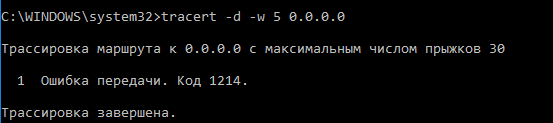 C:\WINDOWS\system32>tracert -d -w 5 0.0.0.0
Трассировка маршрута к 0.0.0.0 с максимальным числом прыжков 30
1 Ошибка передачи. Код 1214.
Трассировка завершена.